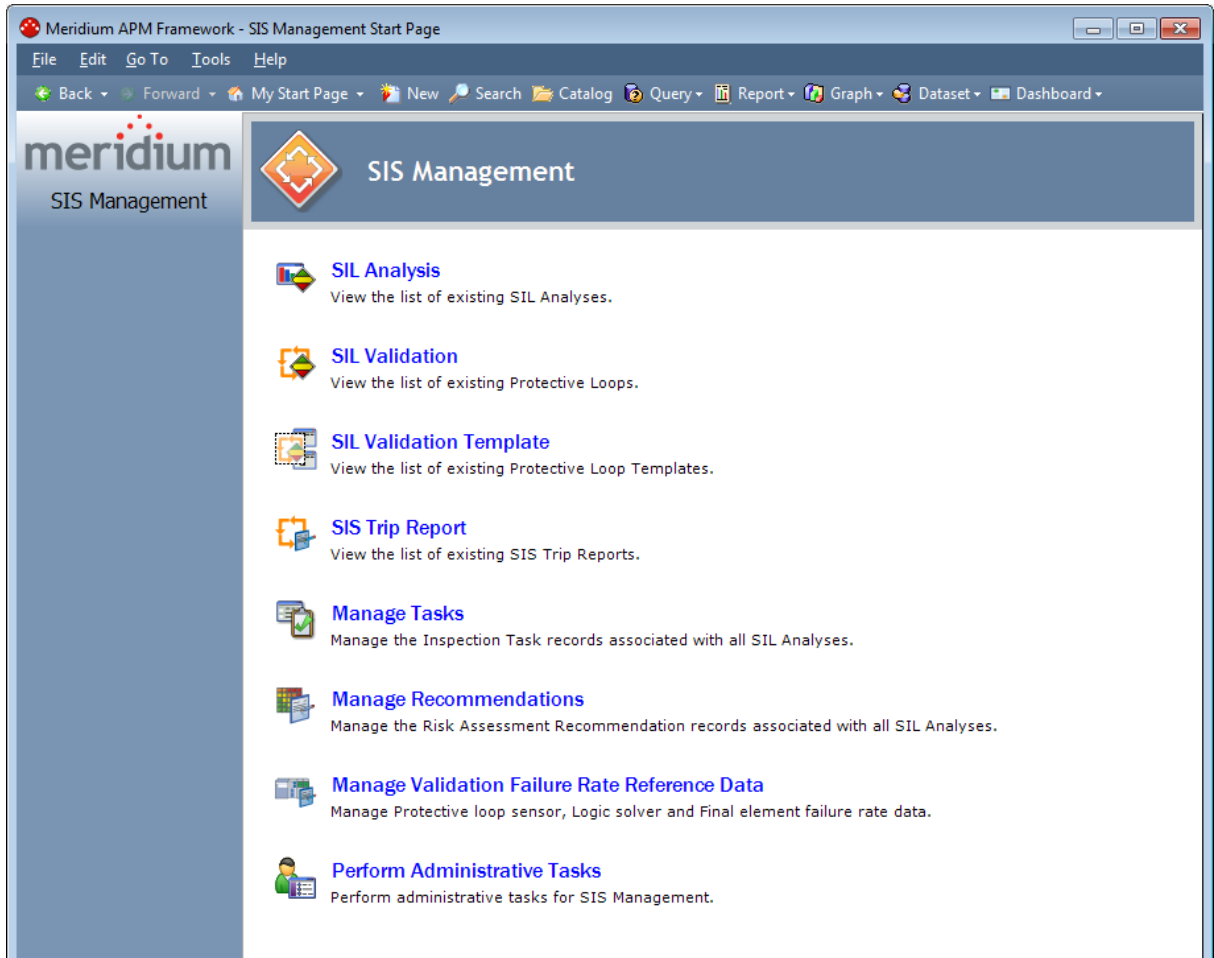 Meridium APM Framework - SIS Management Start Page
File Edit Go To Tools Help
Back Forward My Start Page New Search Catalog Query Report Graph Dataset Dashboard
meridium
SIS Management
SIS Management
SIL Analysis
View the list of existing SIL Analyses.
SIL Validation
View the list of existing Protective Loops.
SIL Validation Template
View the list of existing Protective Loop Templates.
SIS Trip Report
View the list of existing SIS Trip Reports.
Manage Tasks
Manage the Inspection Task records associated with all SIL Analyses.
Manage Recommendations
Manage the Risk Assessment Recommendation records associated with all SIL Analyses.
Manage Validation Failure Rate Reference Data
Manage Protective loop sensor, Logic solver and Final element failure rate data.
Perform Administrative Tasks
Perform administrative tasks for SIS Management.